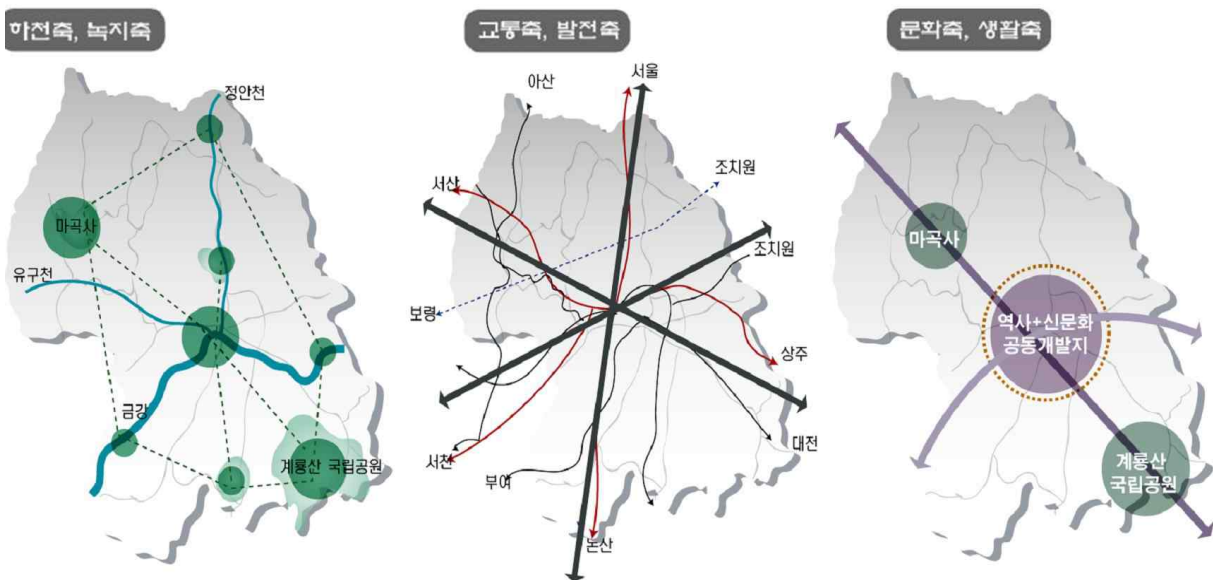 하천축, 녹지축
정안천
마곡사
유구천
금강
계룡산 국립공원
교통축, 발전축
아산
서울
조치원
서산
조치원
보령
상주
대전
서천
부여
논산
문화축, 생활축
마곡사
역사+신문화
공동개발지
계룡산
국립공원